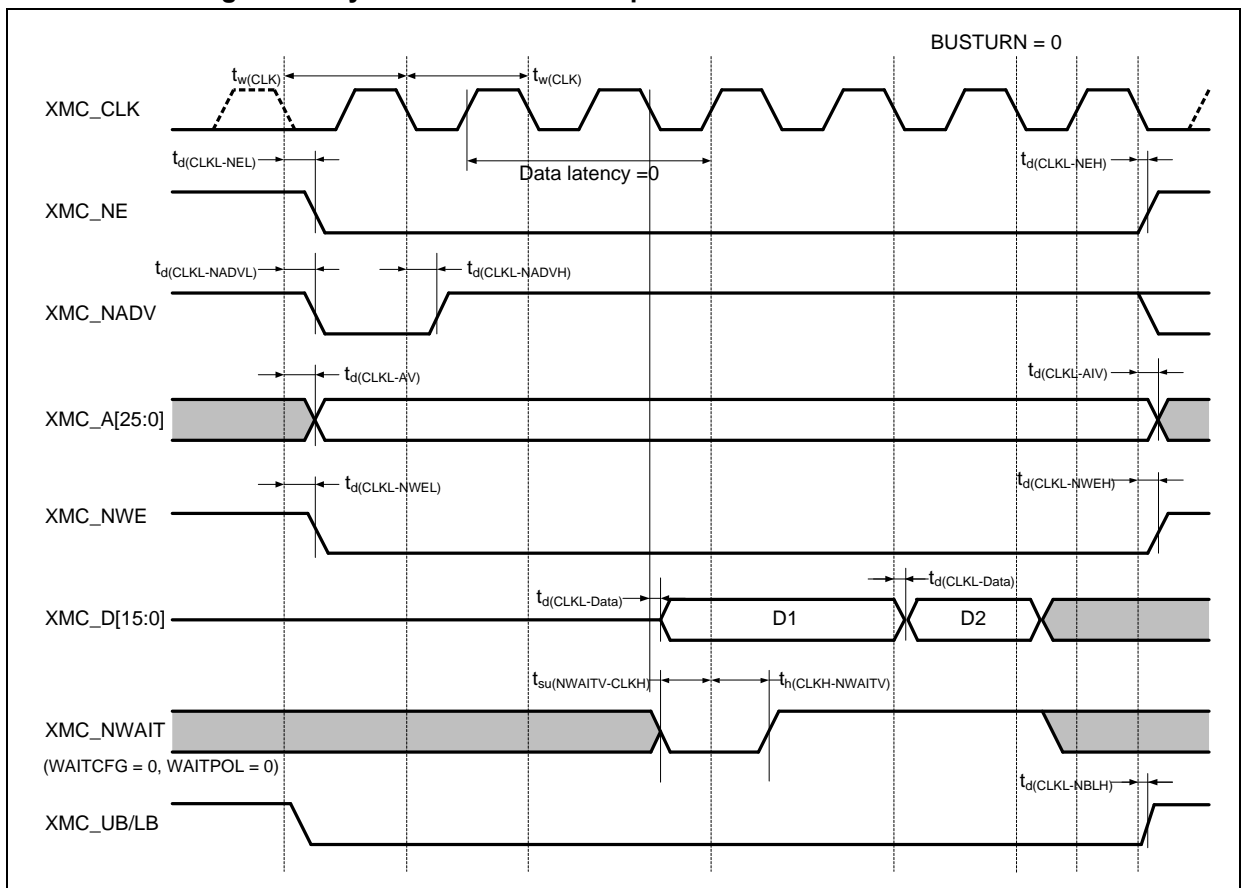 BUSTURN = 0
tw(CLK) tw(CLK)
XMC_CLK
td(CLKL-NEL) Data latency =0 td(CLKL-NEH)
XMC_NE
td(CLKL-NADVL) td(CLKL-NADVH)
XMC_NADV
td(CLKL-AV) td(CLKL-AIV)
XMC_A[25:0]
td(CLKL-NWEL) td(CLKL-NWEH)
XMC_NWE
td(CLKL-Data) td(CLKL-Data)
XMC_D[15:0] D1 D2
tsu(NWAITV-CLKH) th(CLKH-NWAITV)
XMC_NWAIT
(WAITCFG = 0, WAITPOL = 0)
td(CLKL-NBLH)
XMC_UB/LB